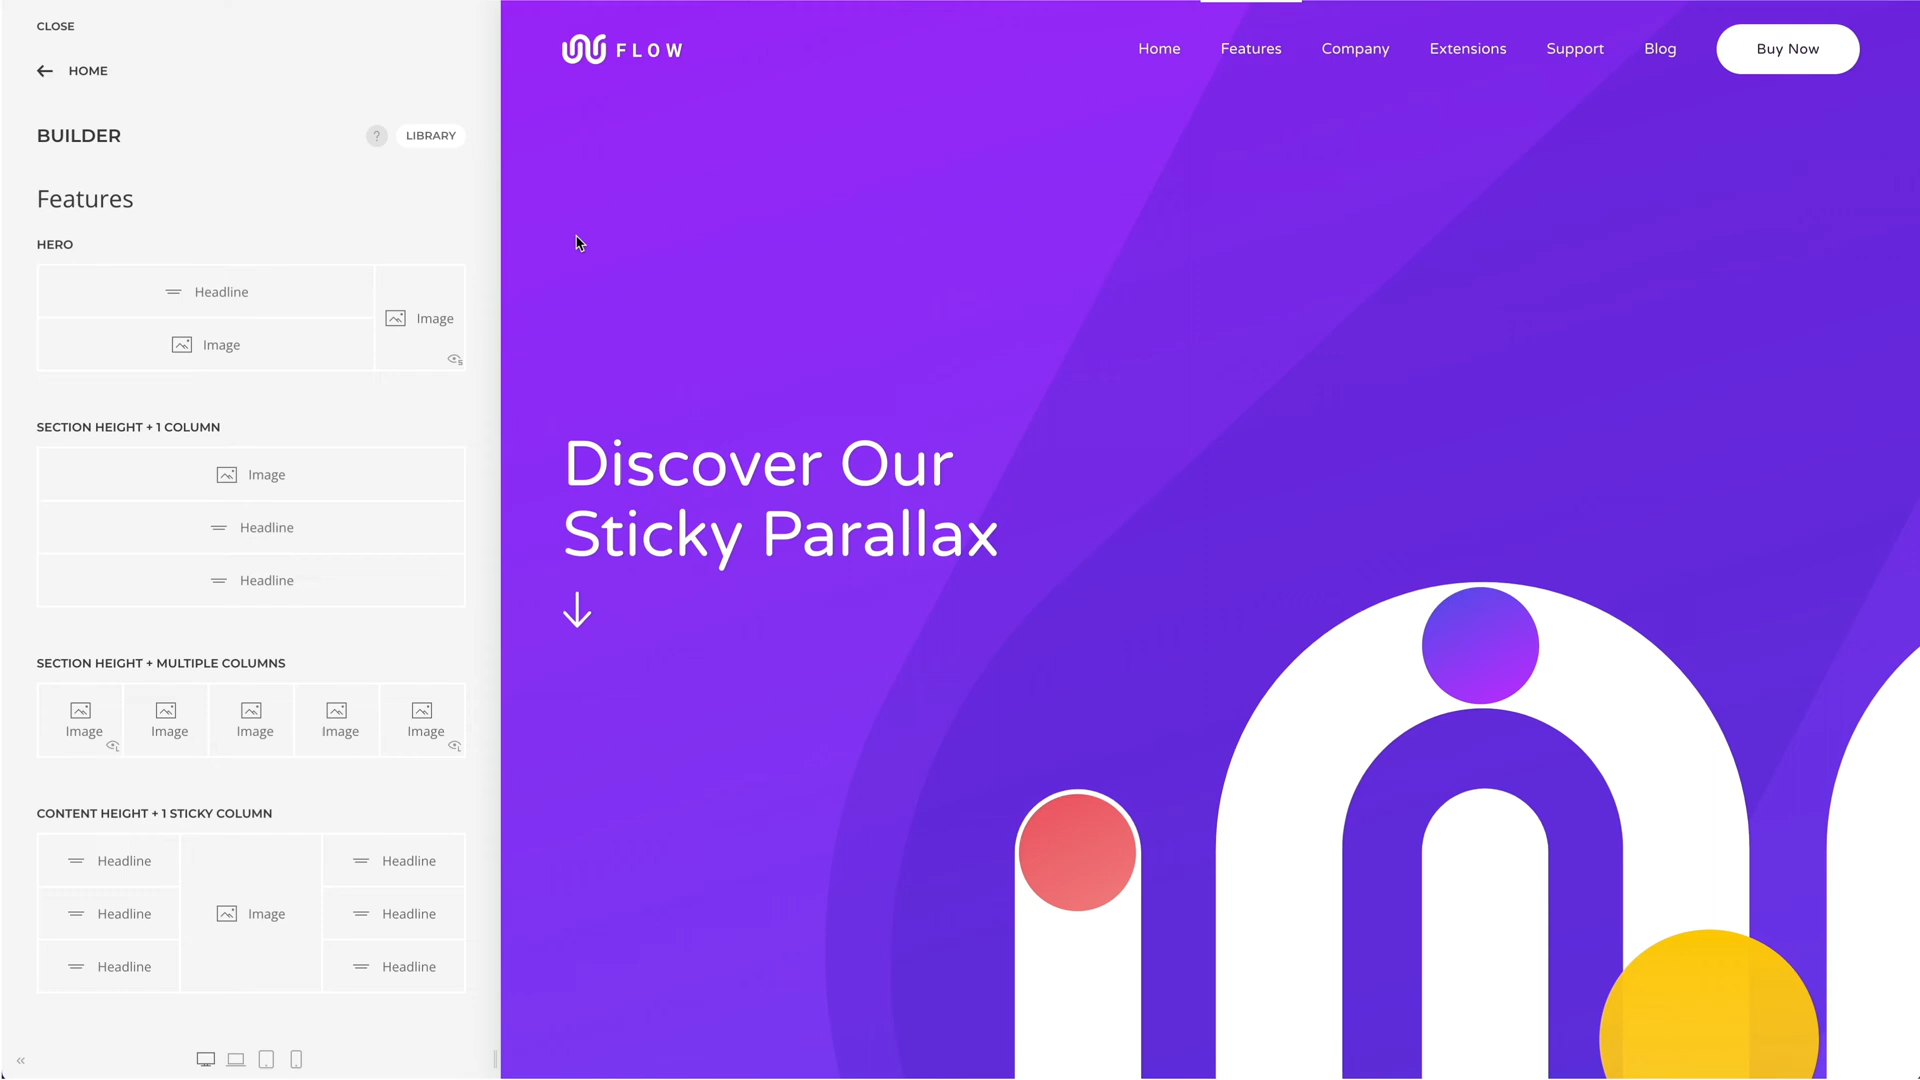 CLOSE
HOME
BUILDER
?
LIBRARY
Features
HERO
Headline
Image
Image
S
SECTION HEIGHT + 1 COLUMN
Image
Headline
Headline
SECTION HEIGHT + MULTIPLE COLUMNS
Image
Image
Image
Image
Image
L
L
CONTENT HEIGHT + 1 STICKY COLUMN
Headline
Headline
Headline
Image
Headline
Headline
Headline
FLOW
Home
Features
Company
Extensions
Support
Blog
Buy Now
Discover Our
Sticky Parallax